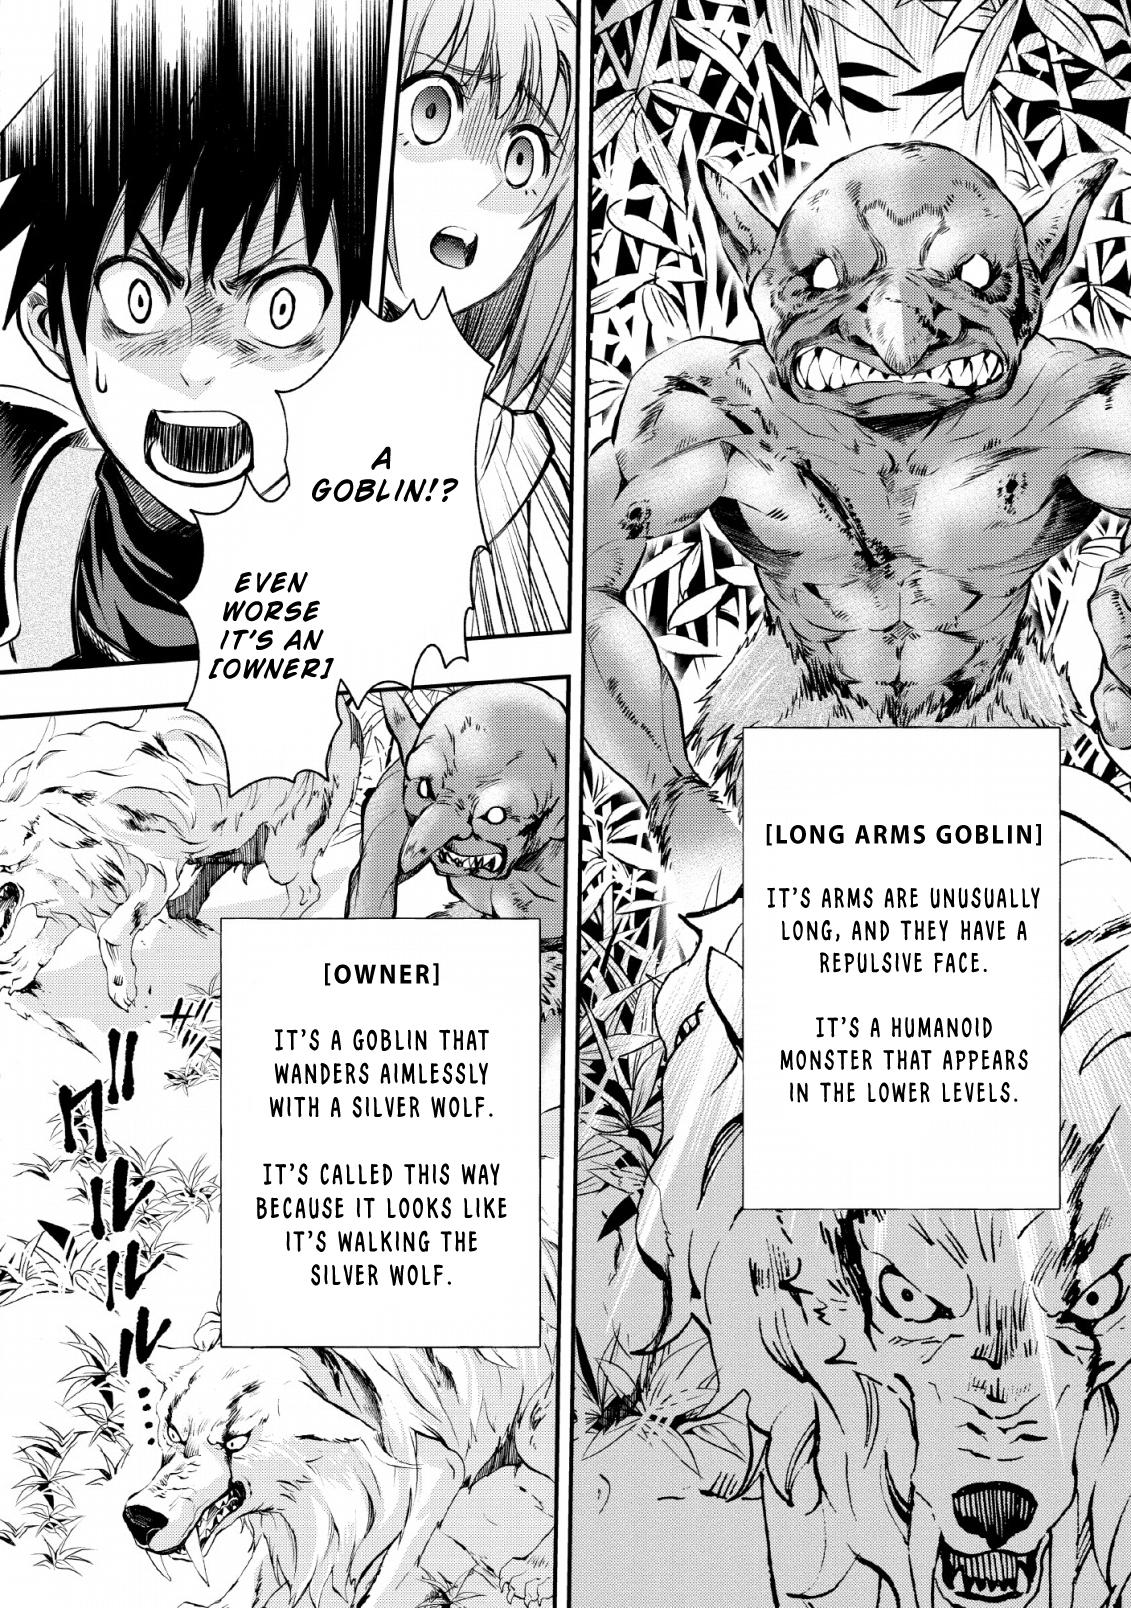 [LONG ARMS GOBLIN]
IT'S ARMS ARE UNUSUALLY
LONG, AND THEY HAVE A
REPULSIVE FACE.
IT'S A HUMANOID
MONSTER THAT APPEARS
IN THE LOWER LEVELS.
A
GOBLIN!?
EVEN
WORSE
IT'S AN
[OWNER]
[OWNER]
IT'S A GOBLIN THAT
WANDERS AIMLESSLY
WITH A SILVER WOLF.
IT'S CALLED THIS WAY
BECAUSE IT LOOKS LIKE
IT'S WALKING THE
SILVER WOLF.
グルルル…